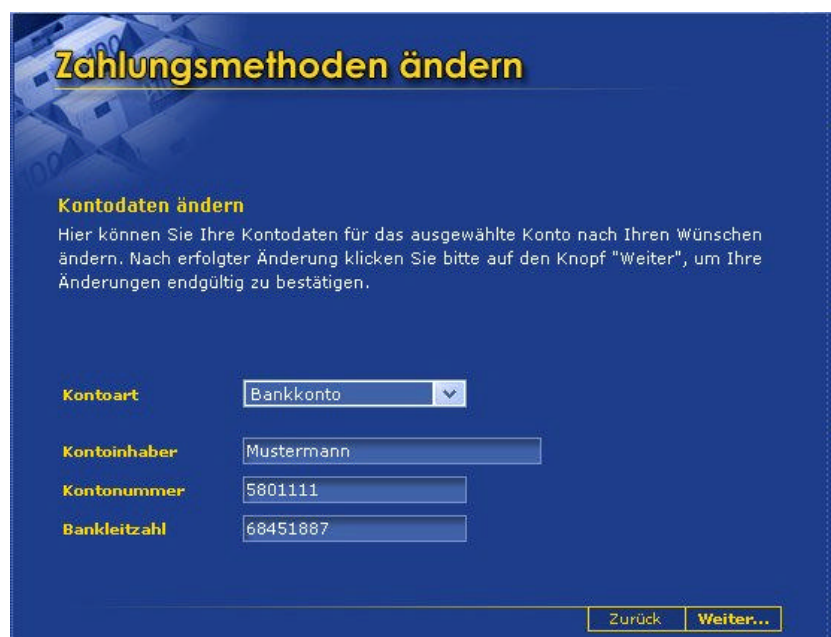 Zahlungsmethoden ändern
Kontodaten ändern
Hier können Sie Ihre Kontodaten für das ausgewählte Konto nach Ihren Wünschen
ändern. Nach erfolgter Änderung klicken Sie bitte auf den Knopf "Weiter", um Ihre
Änderungen endgültig zu bestätigen.
Kontoart Bankkonto
Kontoinhaber Mustermann
Kontonummer 5801111
Bankleitzahl 68451887
Zurück Weiter...